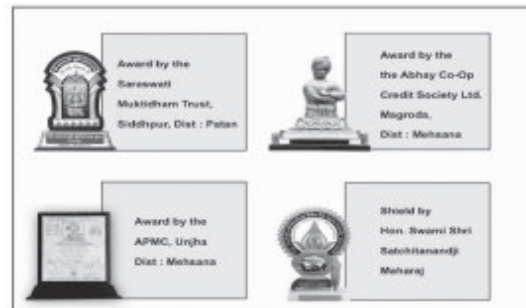 Award by the
Saraswati
Muktidham Trust,
Siddhpur, Dist : Patan
Award by the
the Abhay Co-Op
Credit Society Ltd.
Magroda,
Dist : Mehsana
Award by the
APMC, Unjha
Dist : Mehsana
Shield by
Hon. Swami Shri
Satchitanandji
Maharaj